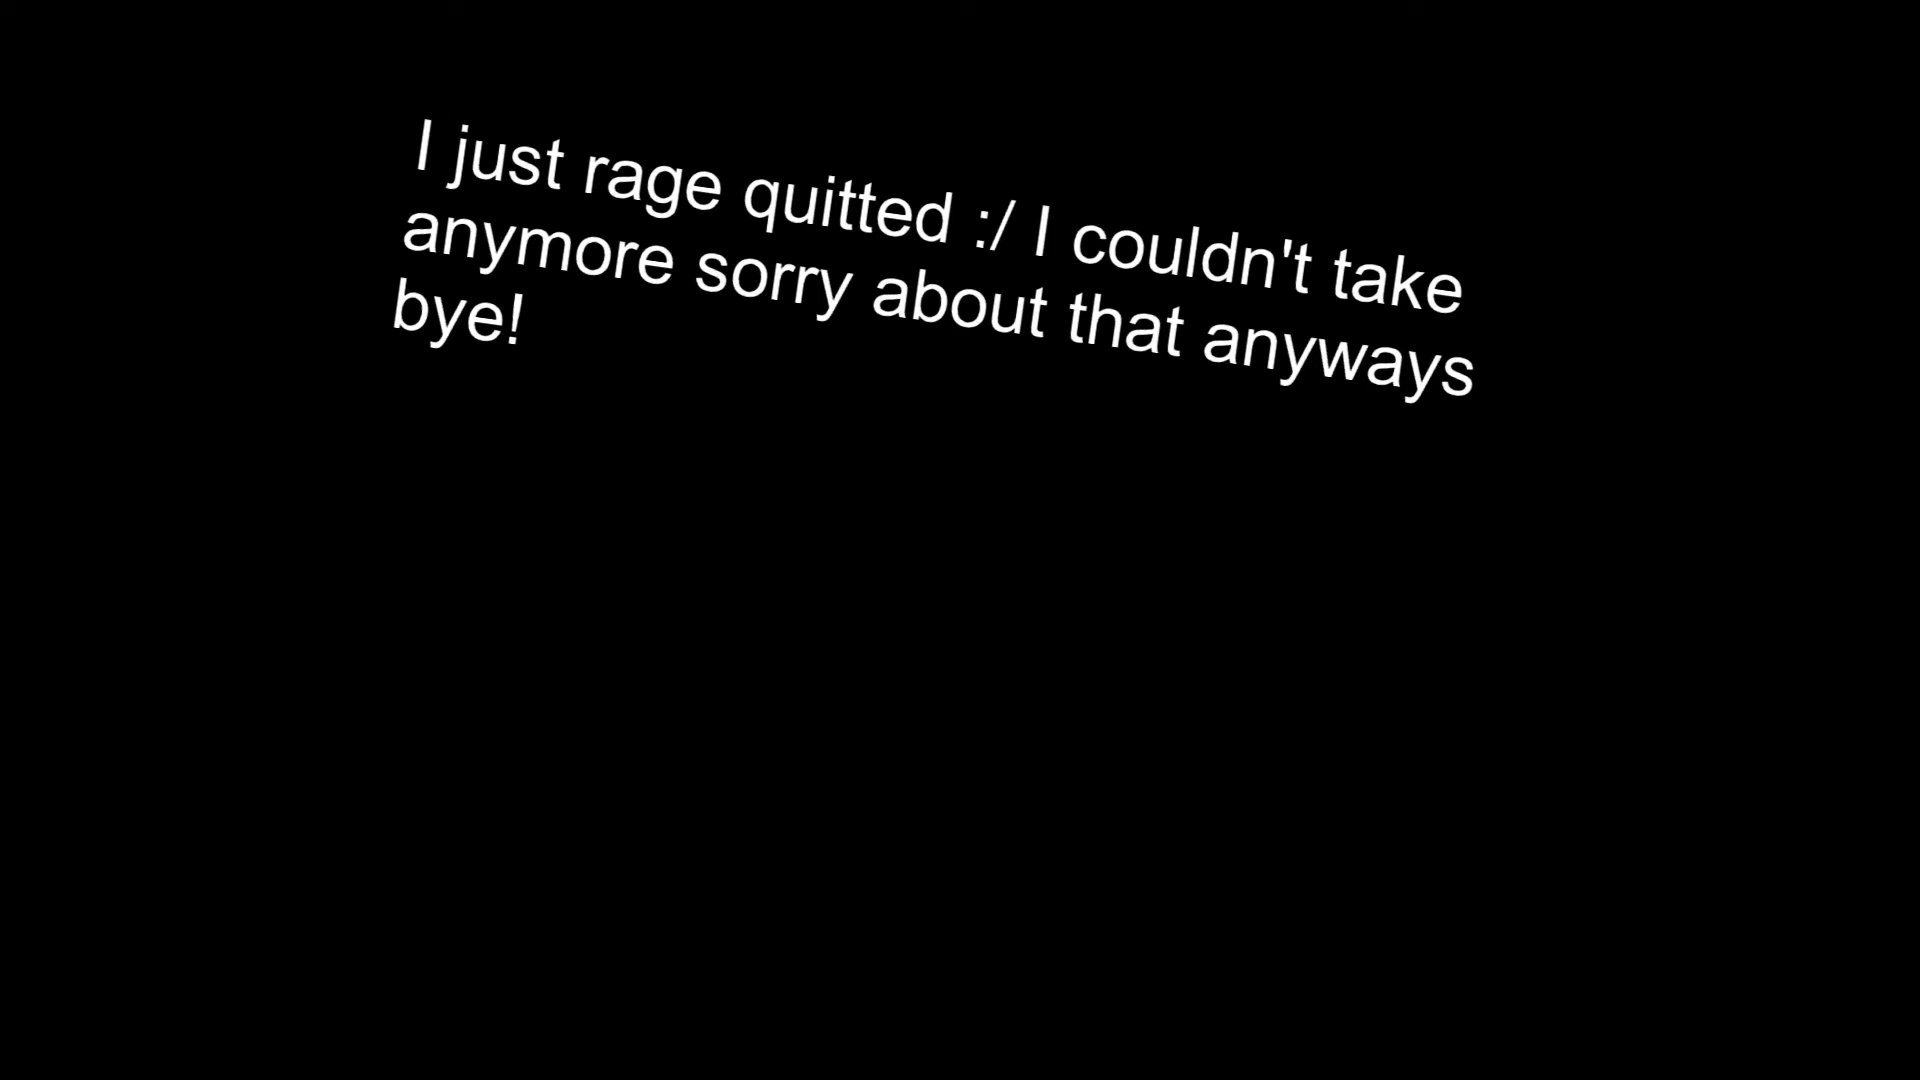 I just rage quitted :/ I couldn't take
anymore sorry about that anyways
bye!